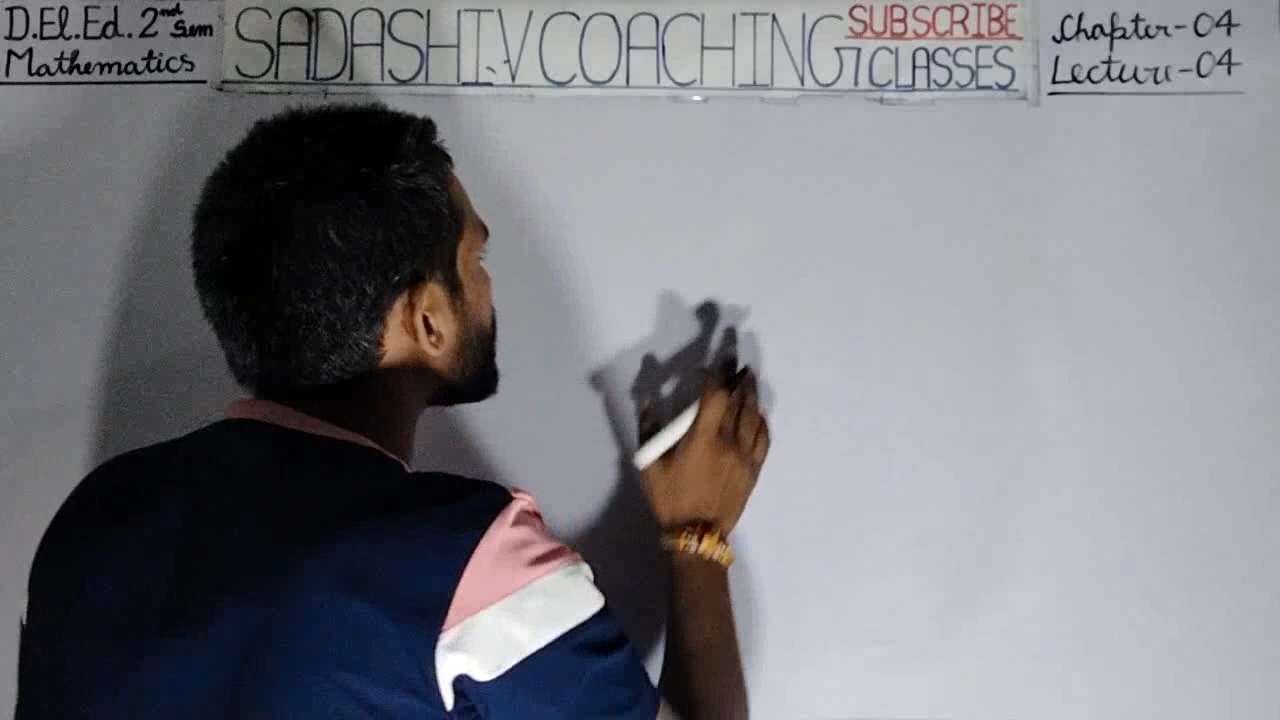 D.El.Ed. 2nd Sem
Mathematics
SADASHIV COACHING CLASSES
SUBSCRIBE
Chapter-04
Lecture-04